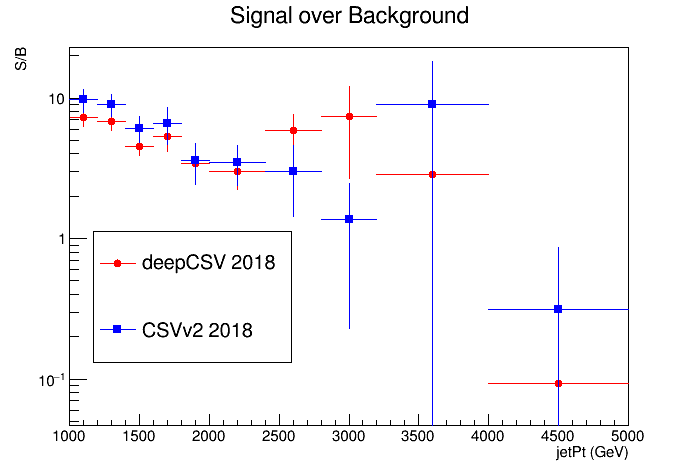 Signal over Background
S/B
10
1
10⁻¹
deepCSV 2018
CSVv2 2018
1000 1500 2000 2500 3000 3500 4000 4500 5000
jetPt (GeV)